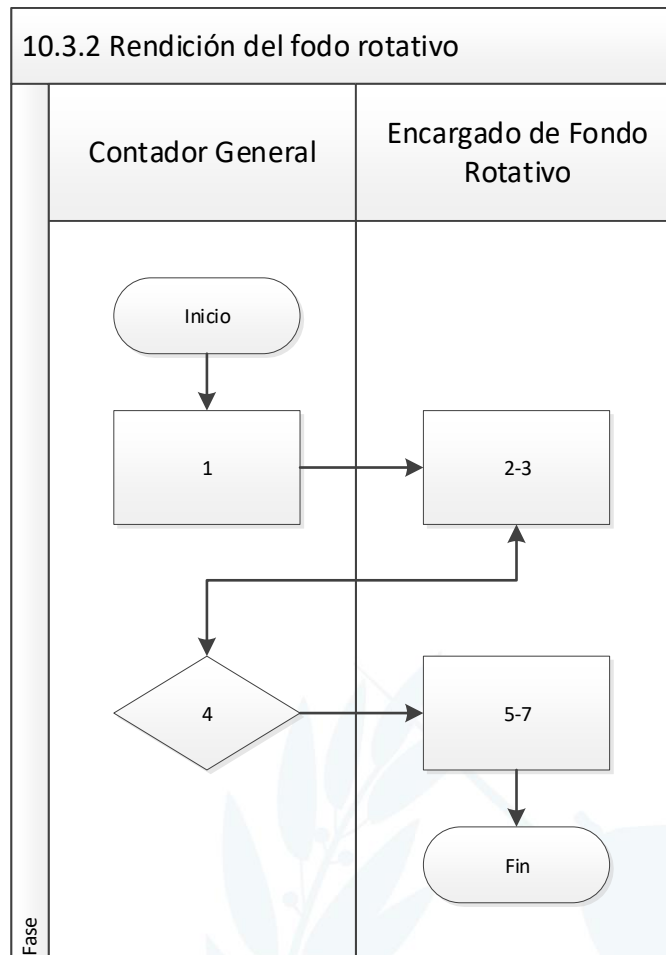 10.3.2 Rendición del fodo rotativo
Contador General
Encargado de Fondo
Rotativo
Inicio
1
2-3
4
5-7
Fin
Fase